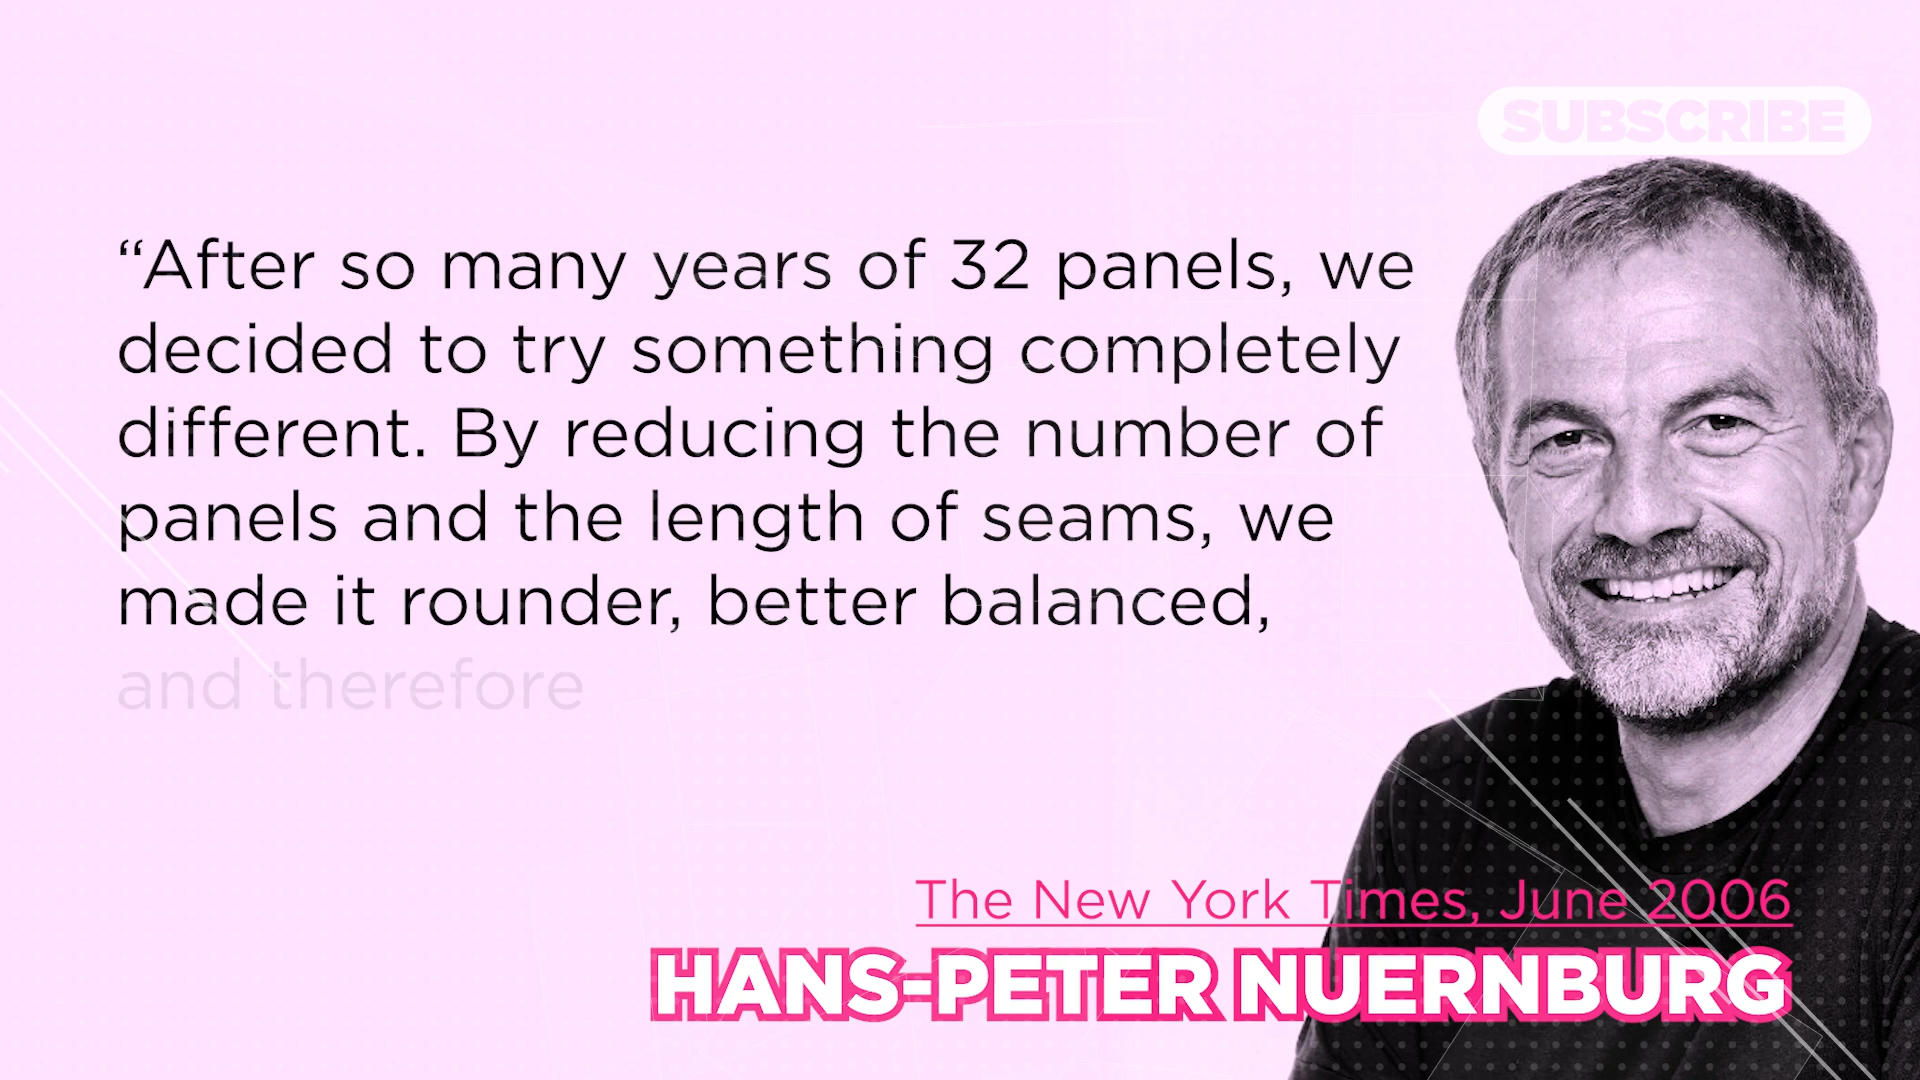 SUBSCRIBE
“After so many years of 32 panels, we
decided to try something completely
different. By reducing the number of
panels and the length of seams, we
made it rounder, better balanced,
and therefore
The New York Times, June 2006
HANS-PETER NUERNBURG